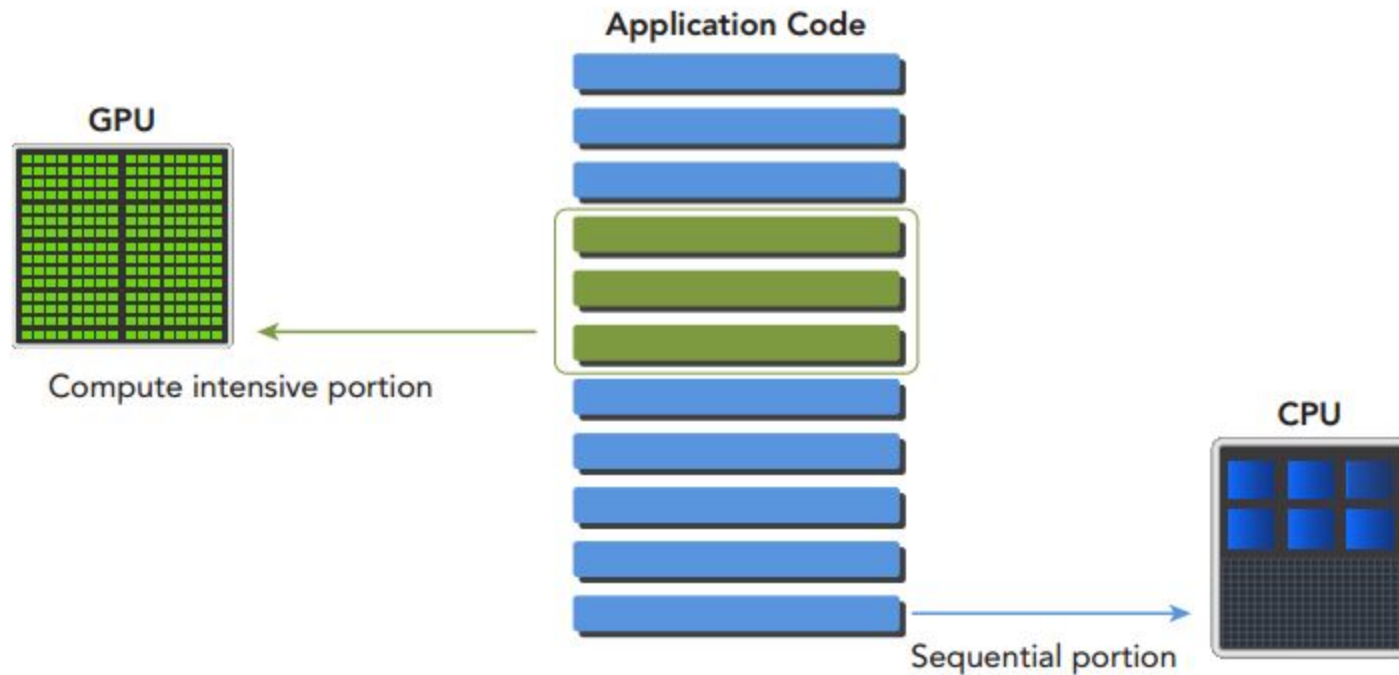 Application Code
GPU
Compute intensive portion
CPU
Sequential portion